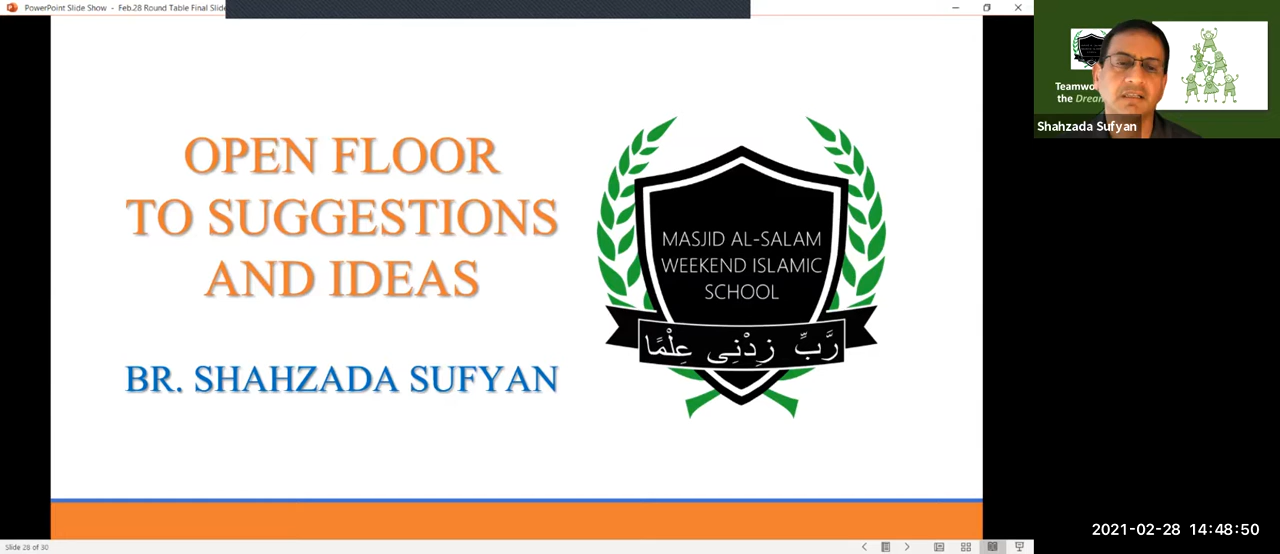 PowerPoint Slide Show - Feb.28 Round Table Final Slide
OPEN FLOOR
TO SUGGESTIONS
AND IDEAS
BR. SHAHZADA SUFYAN
MASJID AL-SALAM
WEEKEND ISLAMIC
SCHOOL
رَّبِّ زِدْنِى عِلْمًا
Teamwo
the Dream
Shahzada Sufyan
2021-02-28 14:48:50
Slide 28 of 30